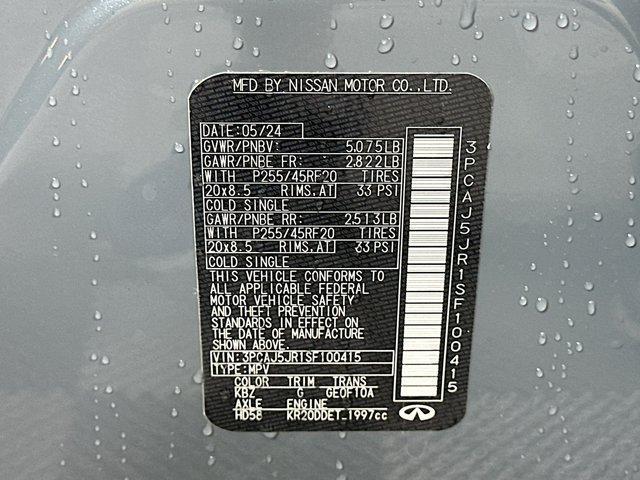 MFD BY NISSAN MOTOR CO.,LTD.
DATE:05/24
GVWR/PNBV: 5,075LB
GAWR/PNBE FR: 2,822LB
WITH P255/45RF20 TIRES
20x8.5 RIMS.AT 33 PSI
COLD SINGLE
GAWR/PNBE RR: 2,513LB
WITH P255/45RF20 TIRES
20x8.5 RIMS.AT 33 PSI
COLD SINGLE
THIS VEHICLE CONFORMS TO
ALL APPLICABLE FEDERAL
MOTOR VEHICLE SAFETY
AND THEFT PREVENTION
STANDARDS IN EFFECT ON
THE DATE OF MANUFACTURE
SHOWN ABOVE.
VIN:3PCAJ5JR1SF100415
TYPE:MPV
COLOR TRIM TRANS
KBZ G GE0F10A
AXLE ENGINE
HD58 KR20DDET 1997cc
3PCAJ5JR1SF100415